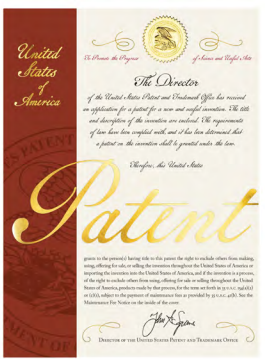 United
States
of
America
To Promote the Progress
of Science and Useful Arts
The Director
of the United States Patent and Trademark Office has received
an application for a patent for a new and useful invention. The title
and description of the invention are enclosed. The requirements
of law have been complied with, and it has been determined that
a patent on the invention shall be granted under the law.
Therefore, this United States
Patent
grants to the person(s) having title to this patent the right to exclude others from making,
using, offering for sale, or selling the invention throughout the United States of America or
importing the invention into the United States of America, and if the invention is a process,
of the right to exclude others from using, offering for sale or selling throughout the United
States of America, products made by that process, for the term set forth in 35 U.S.C. 154(a)(2)
or (c)(1), subject to the payment of maintenance fees as provided by 35 U.S.C. 41(b). See the
Maintenance Fee Notice on the inside of the cover.
Director of the United States Patent and Trademark Office